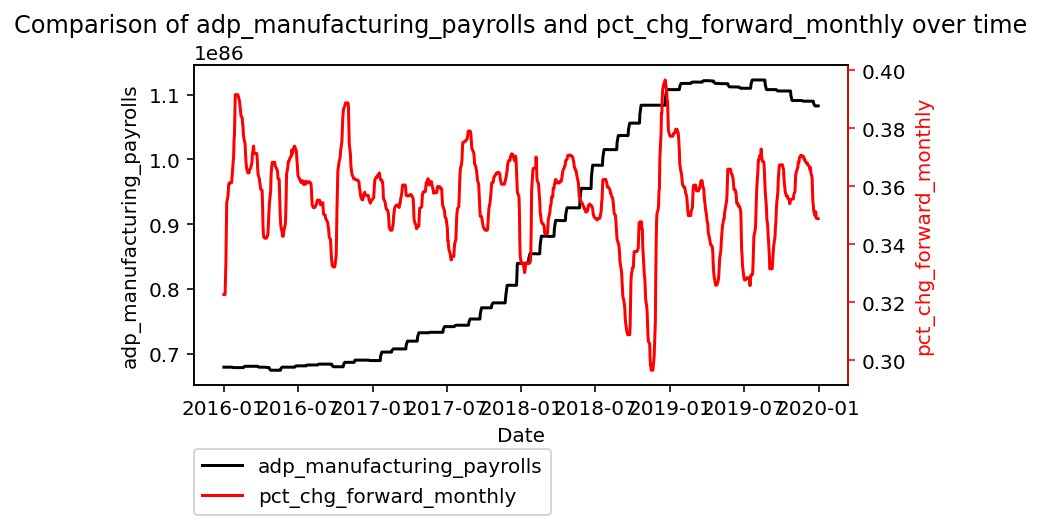 Comparison of adp_manufacturing_payrolls and pct_chg_forward_monthly over time
1e86
1.1
1.0
0.9
0.8
0.7
adp_manufacturing_payrolls
0.40
0.38
0.36
0.34
0.32
0.30
pct_chg_forward_monthly
2016-01 2016-07 2017-01 2017-07 2018-01 2018-07 2019-01 2019-07 2020-01
Date
adp_manufacturing_payrolls
pct_chg_forward_monthly